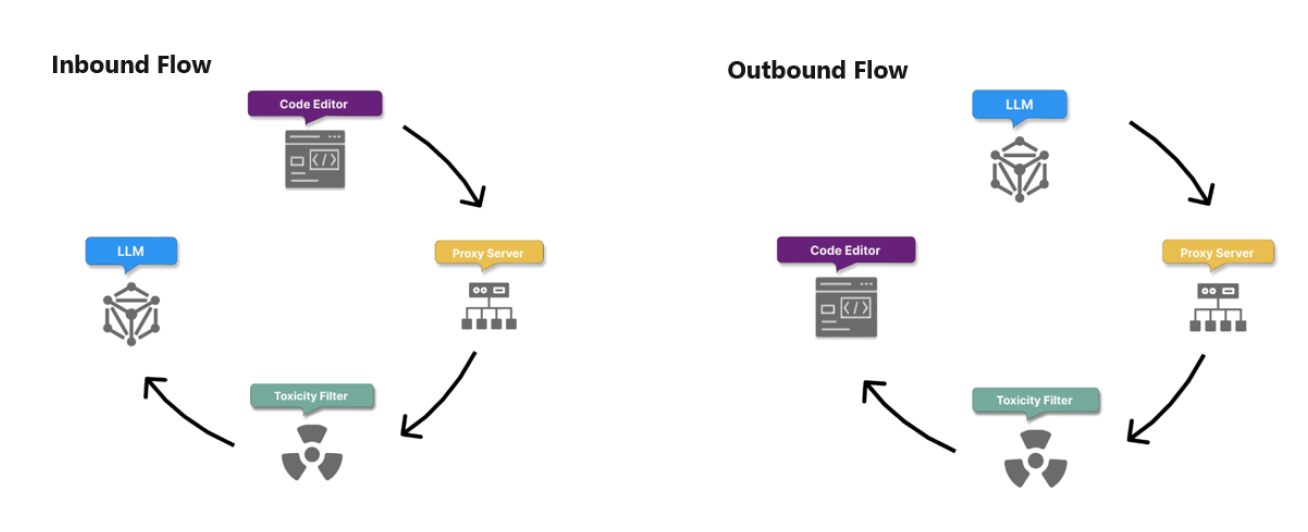 Inbound Flow
Code Editor
LLM
Proxy Server
Toxicity Filter
Outbound Flow
LLM
Code Editor
Proxy Server
Toxicity Filter